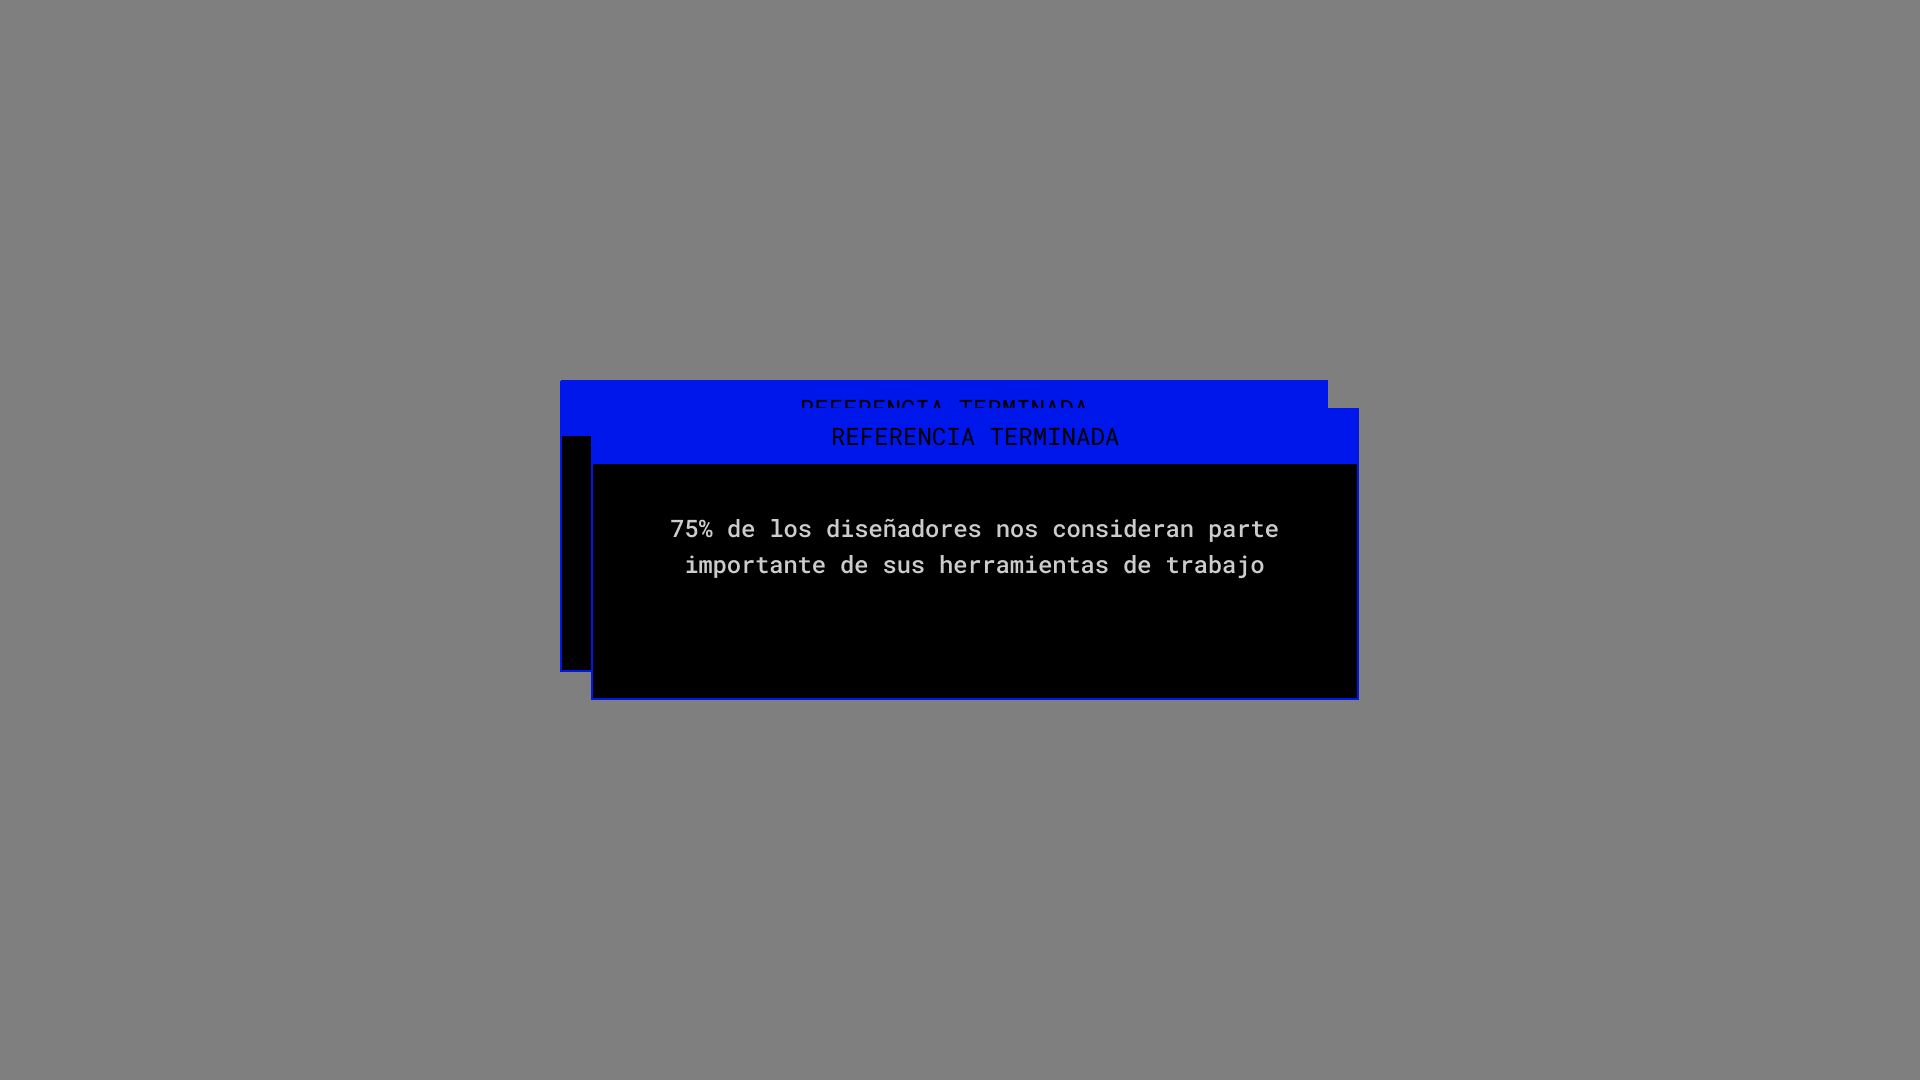 REFERENCIA TERMINADA
REFERENCIA TERMINADA
75% de los diseñadores nos consideran parte
importante de sus herramientas de trabajo